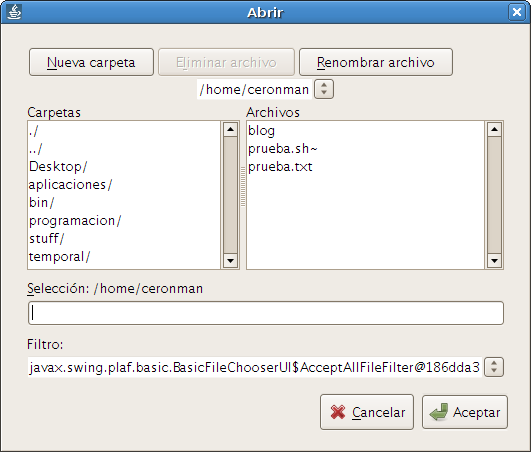 Abrir
Nueva carpeta Eliminar archivo Renombrar archivo
/home/ceronman
Carpetas Archivos
./ blog
../ prueba.sh~
Desktop/ prueba.txt
aplicaciones/
bin/
programacion/
stuff/
temporal/
Selección: /home/ceronman
Filtro:
javax.swing.plaf.basic.BasicFileChooserUI$AcceptAllFileFilter@186dda3
Cancelar Aceptar